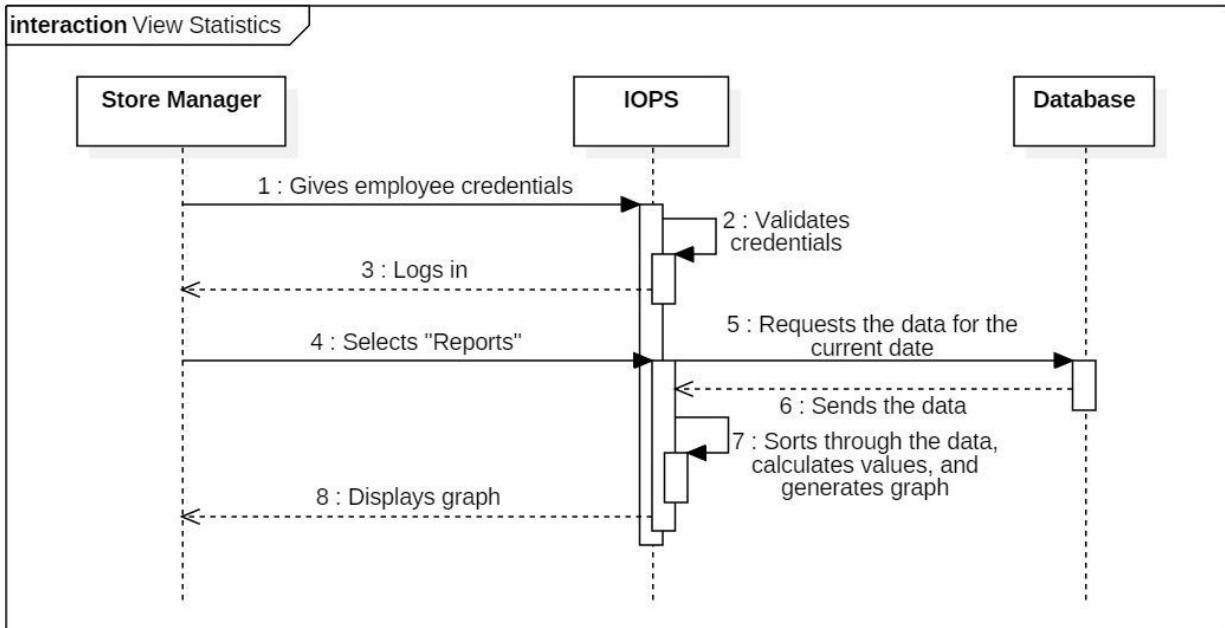 interaction View Statistics
Store Manager
IOPS
Database
1 : Gives employee credentials
2 : Validates
credentials
3 : Logs in
4 : Selects "Reports"
5 : Requests the data for the
current date
6 : Sends the data
7 : Sorts through the data,
calculates values, and
generates graph
8 : Displays graph